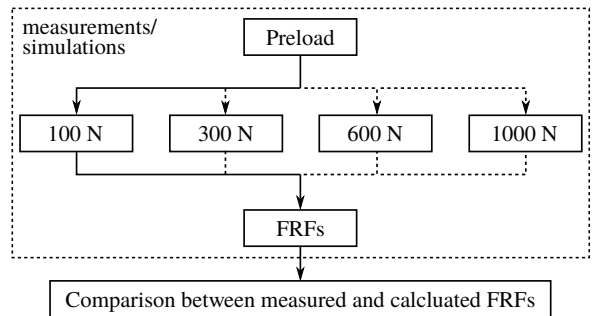 measurements/
simulations
Preload
100 N
300 N
600 N
1000 N
FRFs
Comparison between measured and calcluated FRFs